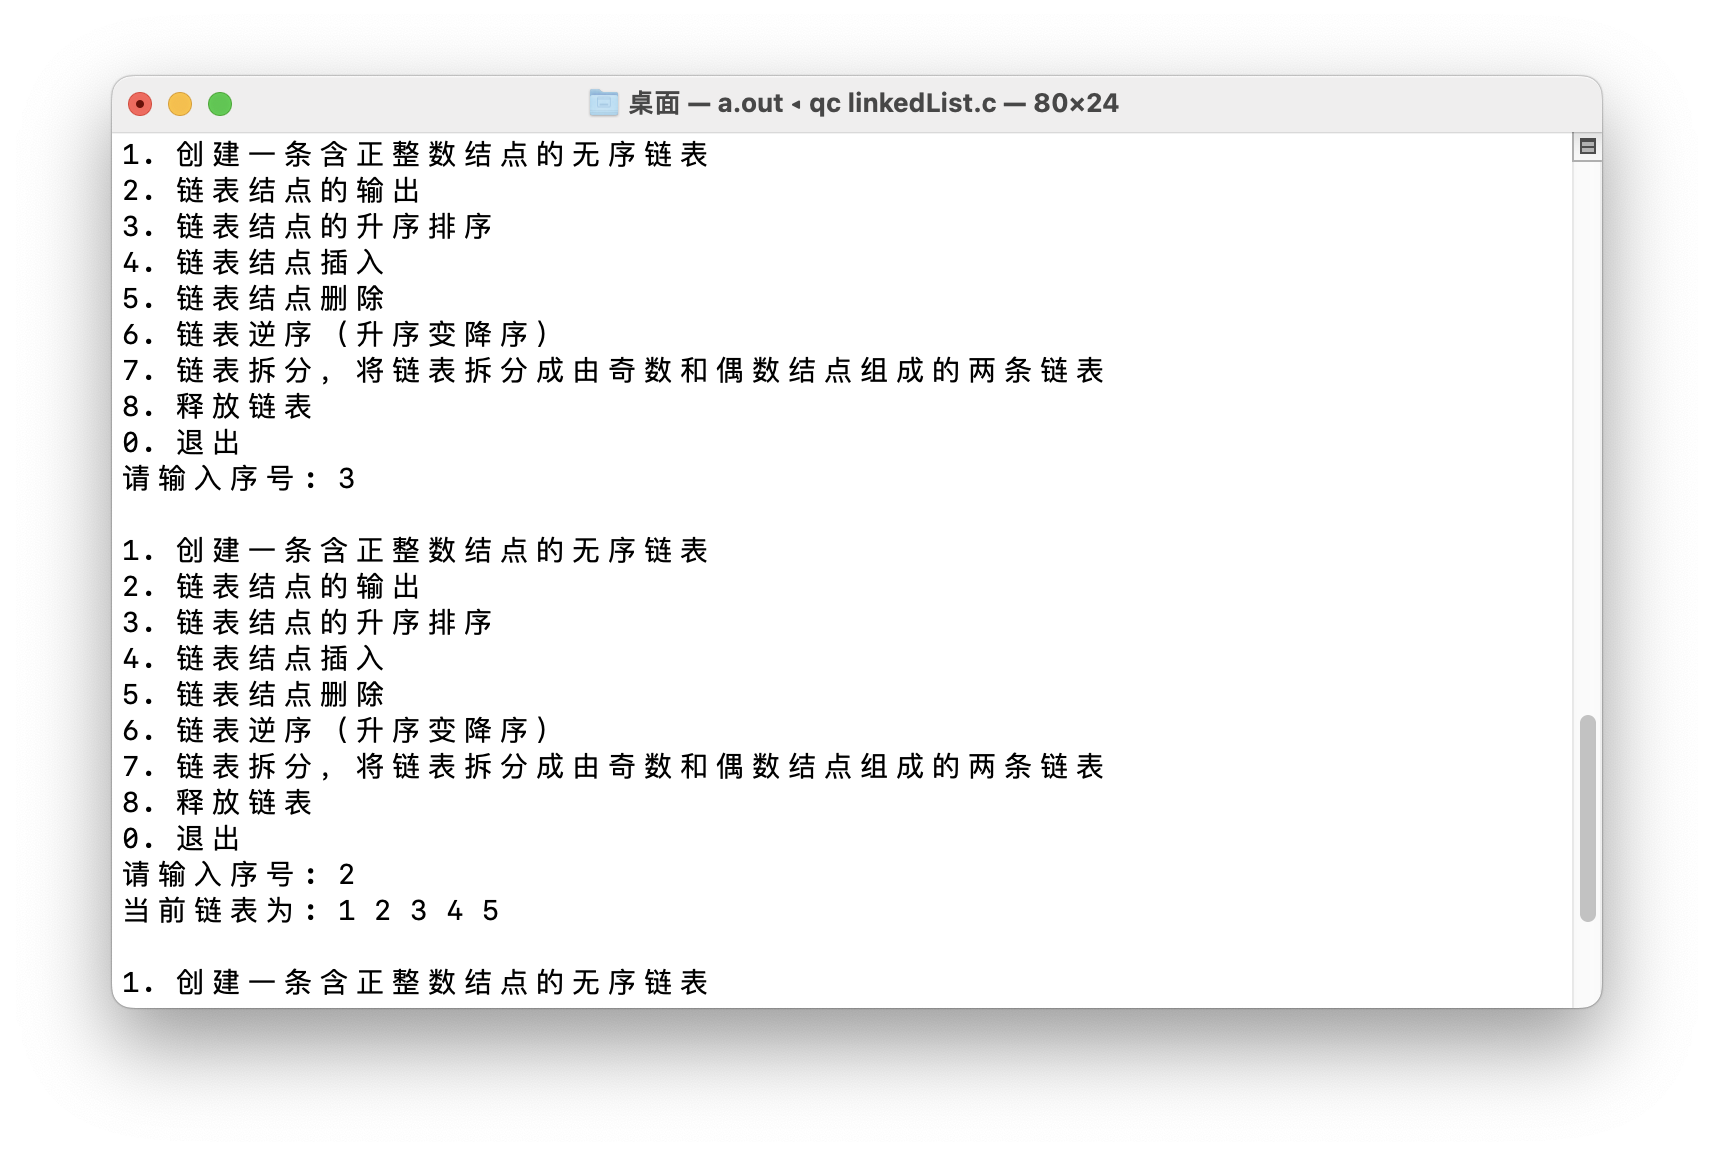 桌面 — a.out ◂ qc linkedList.c — 80×24
1. 创建一条含正整数结点的无序链表
2. 链表结点的输出
3. 链表结点的升序排序
4. 链表结点插入
5. 链表结点删除
6. 链表逆序（升序变降序）
7. 链表拆分，将链表拆分成由奇数和偶数结点组成的两条链表
8. 释放链表
0. 退出
请输入序号: 3
1. 创建一条含正整数结点的无序链表
2. 链表结点的输出
3. 链表结点的升序排序
4. 链表结点插入
5. 链表结点删除
6. 链表逆序（升序变降序）
7. 链表拆分，将链表拆分成由奇数和偶数结点组成的两条链表
8. 释放链表
0. 退出
请输入序号: 2
当前链表为: 1 2 3 4 5
1. 创建一条含正整数结点的无序链表